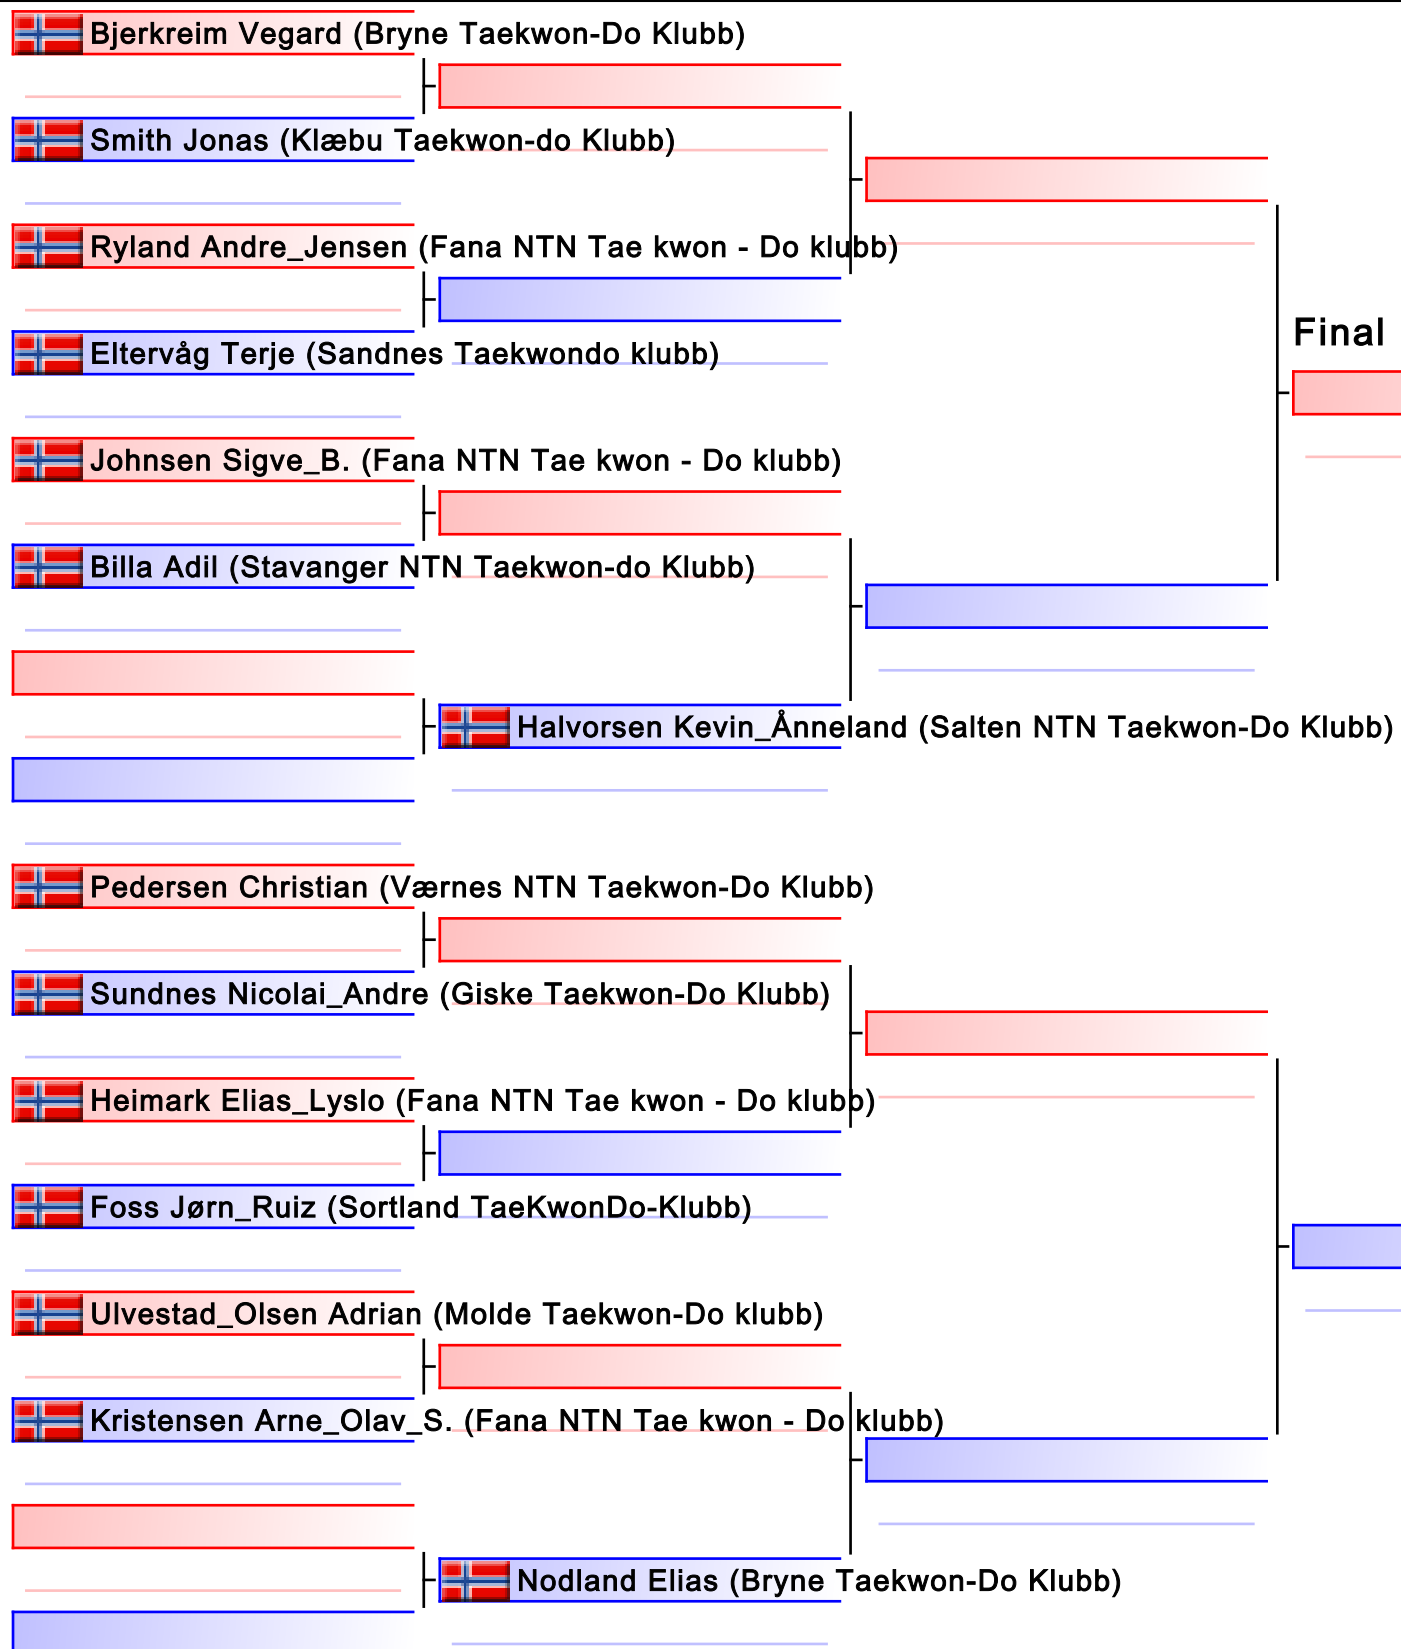 Bjerkreim Vegard (Bryne Taekwon-Do Klubb)
Smith Jonas (Klæbu Taekwon-do Klubb)
Ryland Andre_Jensen (Fana NTN Tae kwon - Do klubb)
Eltervåg Terje (Sandnes Taekwondo klubb)
Final
Johnsen Sigve_B. (Fana NTN Tae kwon - Do klubb)
Billa Adil (Stavanger NTN Taekwon-do Klubb)
Halvorsen Kevin_Ånneland (Salten NTN Taekwon-Do Klubb)
Pedersen Christian (Værnes NTN Taekwon-Do Klubb)
Sundnes Nicolai_Andre (Giske Taekwon-Do Klubb)
Heimark Elias_Lyslo (Fana NTN Tae kwon - Do klubb)
Foss Jørn_Ruiz (Sortland TaeKwonDo-Klubb)
Ulvestad_Olsen Adrian (Molde Taekwon-Do klubb)
Kristensen Arne_Olav_S. (Fana NTN Tae kwon - Do klubb)
Nodland Elias (Bryne Taekwon-Do Klubb)